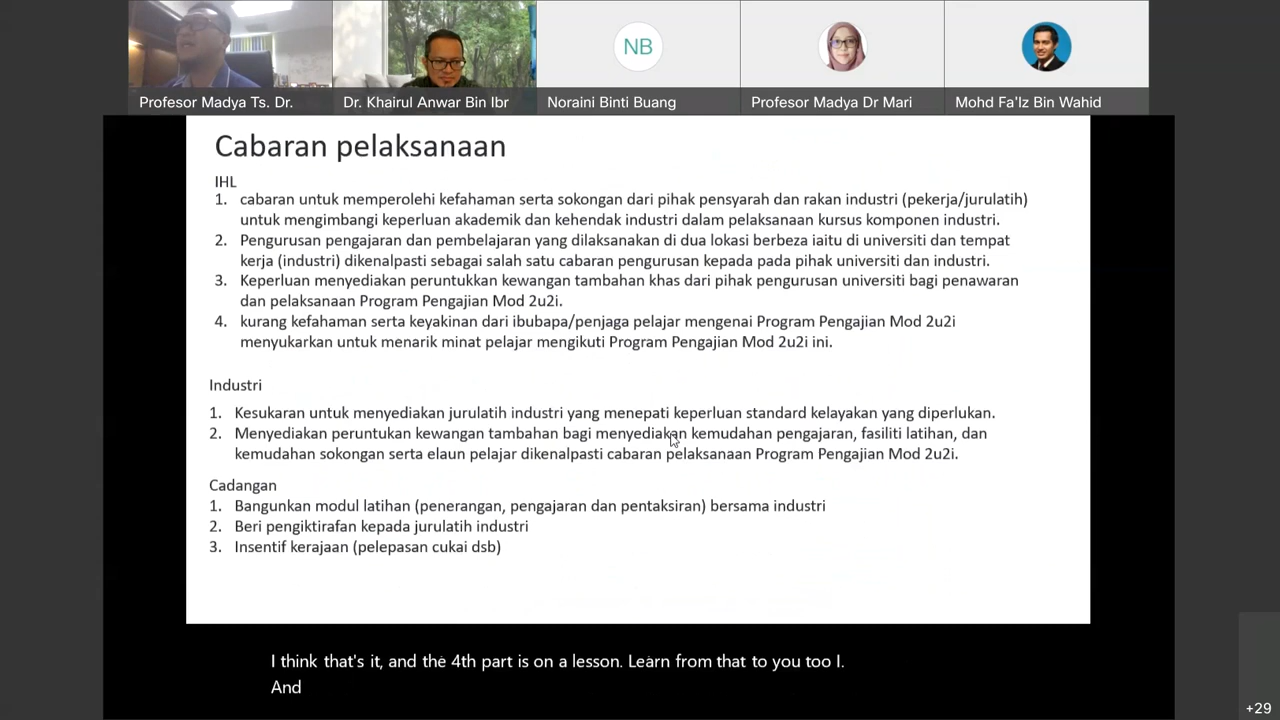 Profesor Madya Ts. Dr.
Dr. Khairul Anwar Bin Ibr
NB
Noraini Binti Buang
Profesor Madya Dr Mari
Mohd Fa'Iz Bin Wahid
Cabaran pelaksanaan
IHL
1. cabaran untuk memperolehi kefahaman serta sokongan dari pihak pensyarah dan rakan industri (pekerja/jurulatih)
untuk mengimbangi keperluan akademik dan kehendak industri dalam pelaksanaan kursus komponen industri.
2. Pengurusan pengajaran dan pembelajaran yang dilaksanakan di dua lokasi berbeza iaitu di universiti dan tempat
kerja (industri) dikenalpasti sebagai salah satu cabaran pengurusan kepada pada pihak universiti dan industri.
3. Keperluan menyediakan peruntukkan kewangan tambahan khas dari pihak pengurusan universiti bagi penawaran
dan pelaksanaan Program Pengajian Mod 2u2i.
4. kurang kefahaman serta keyakinan dari ibubapa/penjaga pelajar mengenai Program Pengajian Mod 2u2i
menyukarkan untuk menarik minat pelajar mengikuti Program Pengajian Mod 2u2i ini.
Industri
1. Kesukaran untuk menyediakan jurulatih industri yang menepati keperluan standard kelayakan yang diperlukan.
2. Menyediakan peruntukan kewangan tambahan bagi menyediakan kemudahan pengajaran, fasiliti latihan, dan
kemudahan sokongan serta elaun pelajar dikenalpasti cabaran pelaksanaan Program Pengajian Mod 2u2i.
Cadangan
1. Bangunkan modul latihan (penerangan, pengajaran dan pentaksiran) bersama industri
2. Beri pengiktirafan kepada jurulatih industri
3. Insentif kerajaan (pelepasan cukai dsb)
I think that's it, and the 4th part is on a lesson. Learn from that to you too I.
And
+29